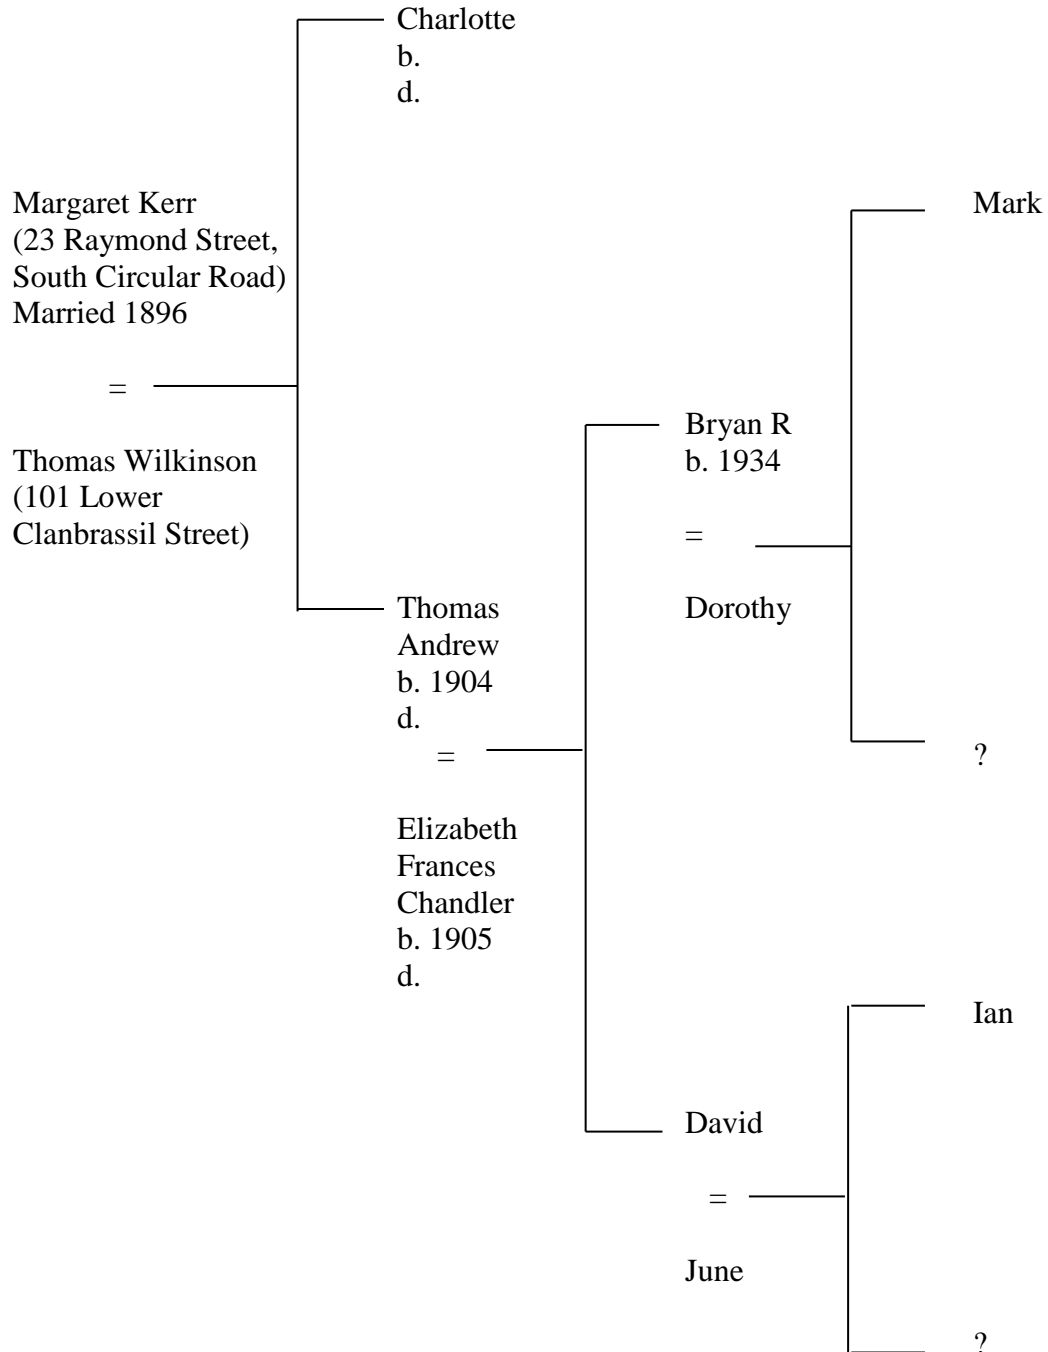 Charlotte
b.
d.
Margaret Kerr
(23 Raymond Street,
South Circular Road)
Married 1896
=
Thomas Wilkinson
(101 Lower
Clanbrassil Street)
Thomas
Andrew
b. 1904
d.
=
Elizabeth
Frances
Chandler
b. 1905
d.
Bryan R
b. 1934
=
Dorothy
David
=
June
Mark
?
Ian
?